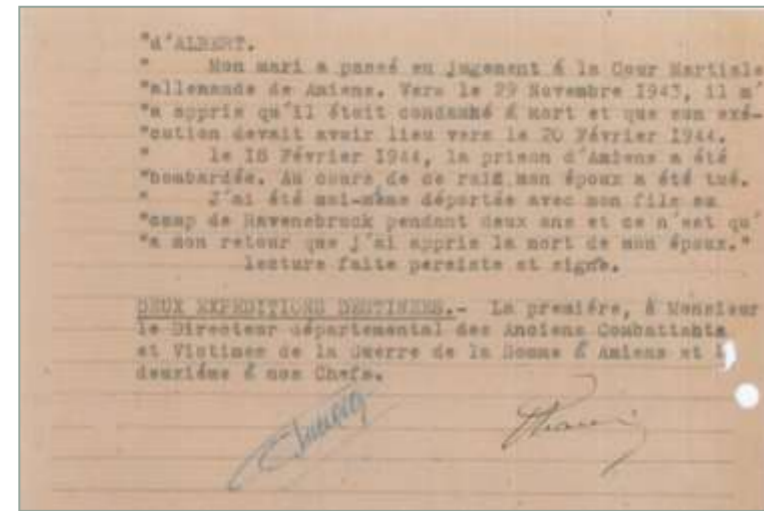 "d'ALBERT.
" Mon mari a passé en jugement á la Cour Martiale
"allemande de Amiens. Vers le 29 Novembre 1943, il m'
"a appris qu'il était condamné á mort et que son exé-
"cution devait avoir lieu vers le 20 Février 1944.
" le 18 Février 1944, la prison d'Amiens a été
"bombardée. Au cours de ce raid mon époux a été tué.
" J'ai été moi-même déportée avec mon fils au
"camp de Ravensbruck pendant deux ans et ce n'est qu'
"a mon retour que j'ai appris la mort de mon époux."
lecture faite persiste et signe.
DEUX EXPEDITIONS DESTINEES.- La premiére, á Monsieur
le Directeur départemental des Anciens Combattants
et Victimes de la Guerre de la Somme á Amiens et l
deuxiéme á nos Chefs.